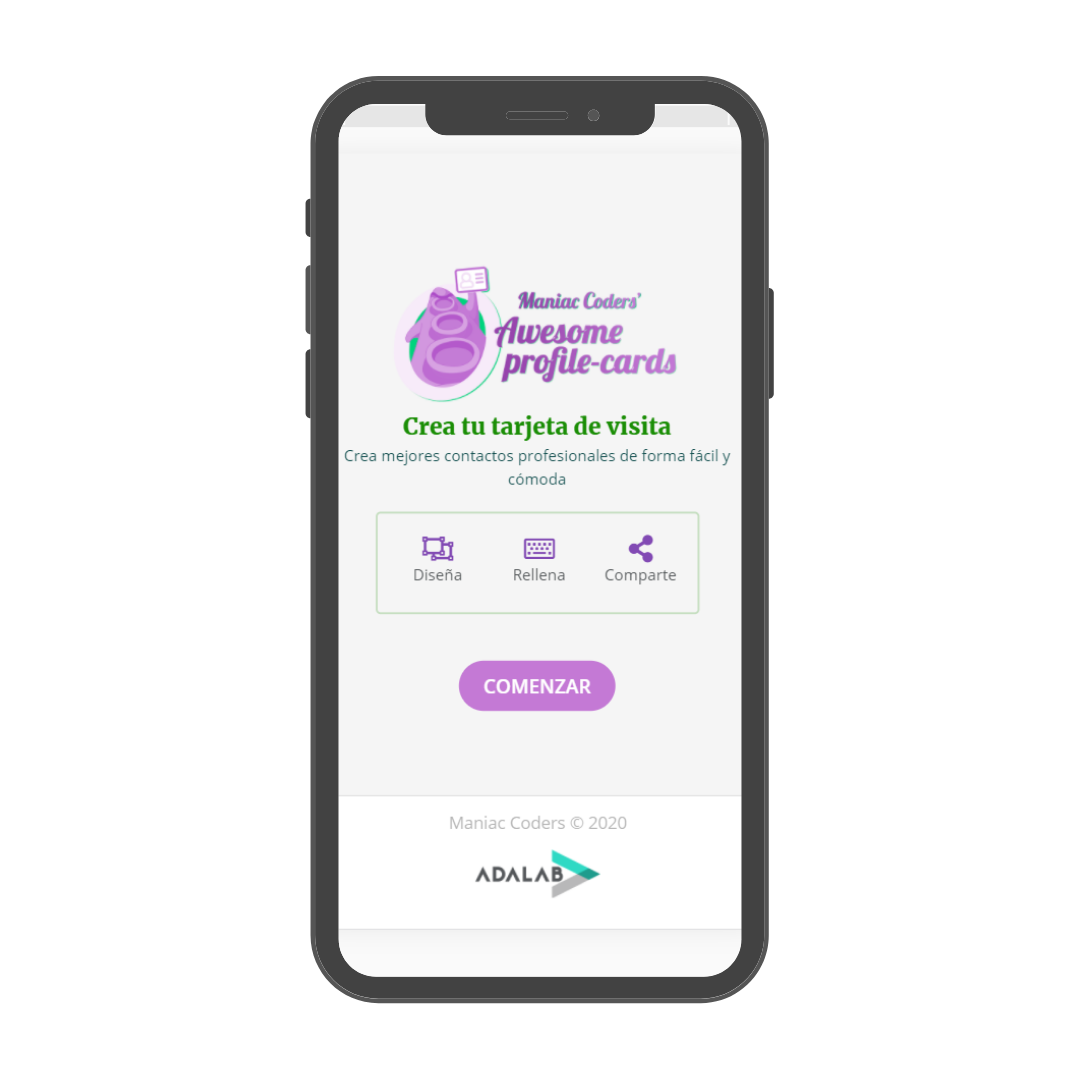 Maniac Coders'
Awesome
profile-cards
Crea tu tarjeta de visita
Crea mejores contactos profesionales de forma fácil y
cómoda
Diseña Rellena Comparte
COMENZAR
Maniac Coders © 2020
ADALAB